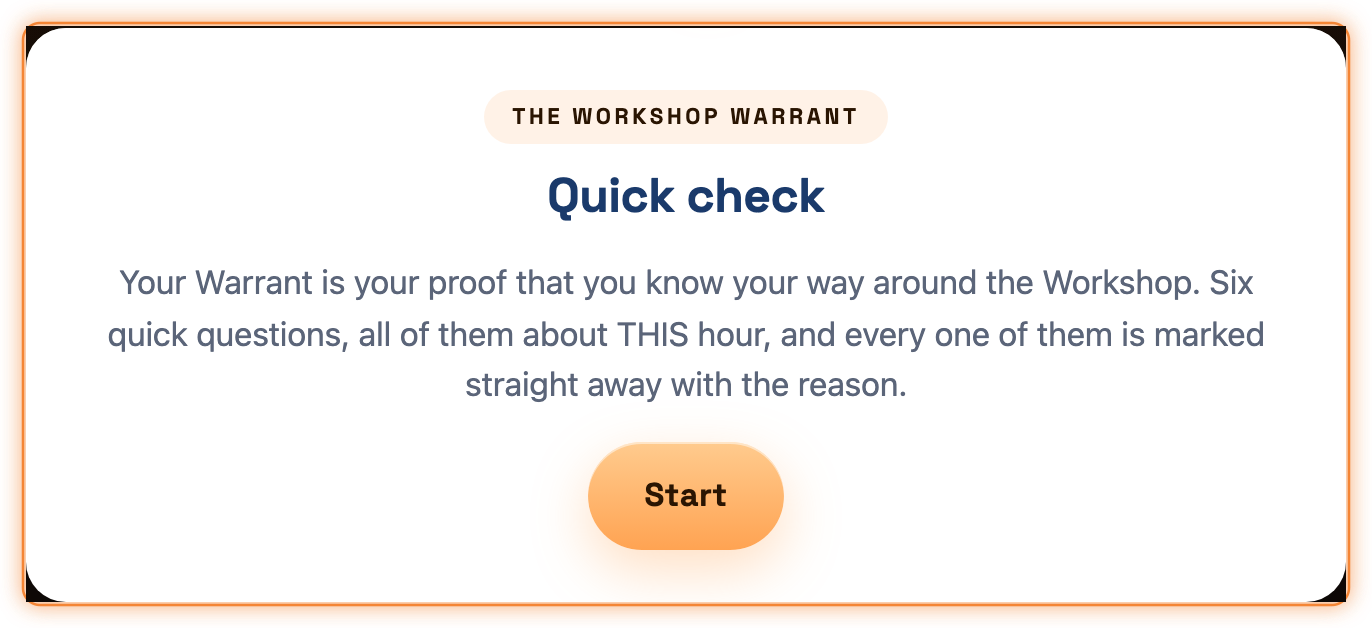 THE WORKSHOP WARRANT
Quick check
Your Warrant is your proof that you know your way around the Workshop. Six
quick questions, all of them about THIS hour, and every one of them is marked
straight away with the reason.
Start